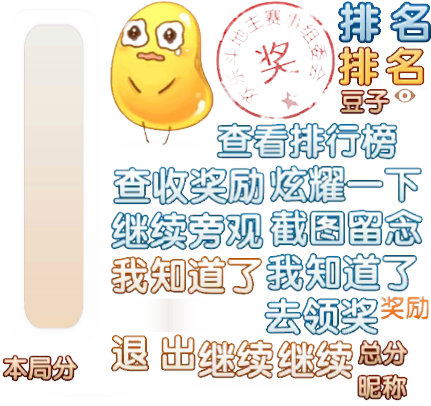 排名
欢乐斗地主赛事组委会
奖
排名
豆子
查看排行榜
查收奖励 炫耀一下
继续旁观 截图留念
我知道了 我知道了
去领奖 奖励
退出 继续 继续 总分
本局分
昵称